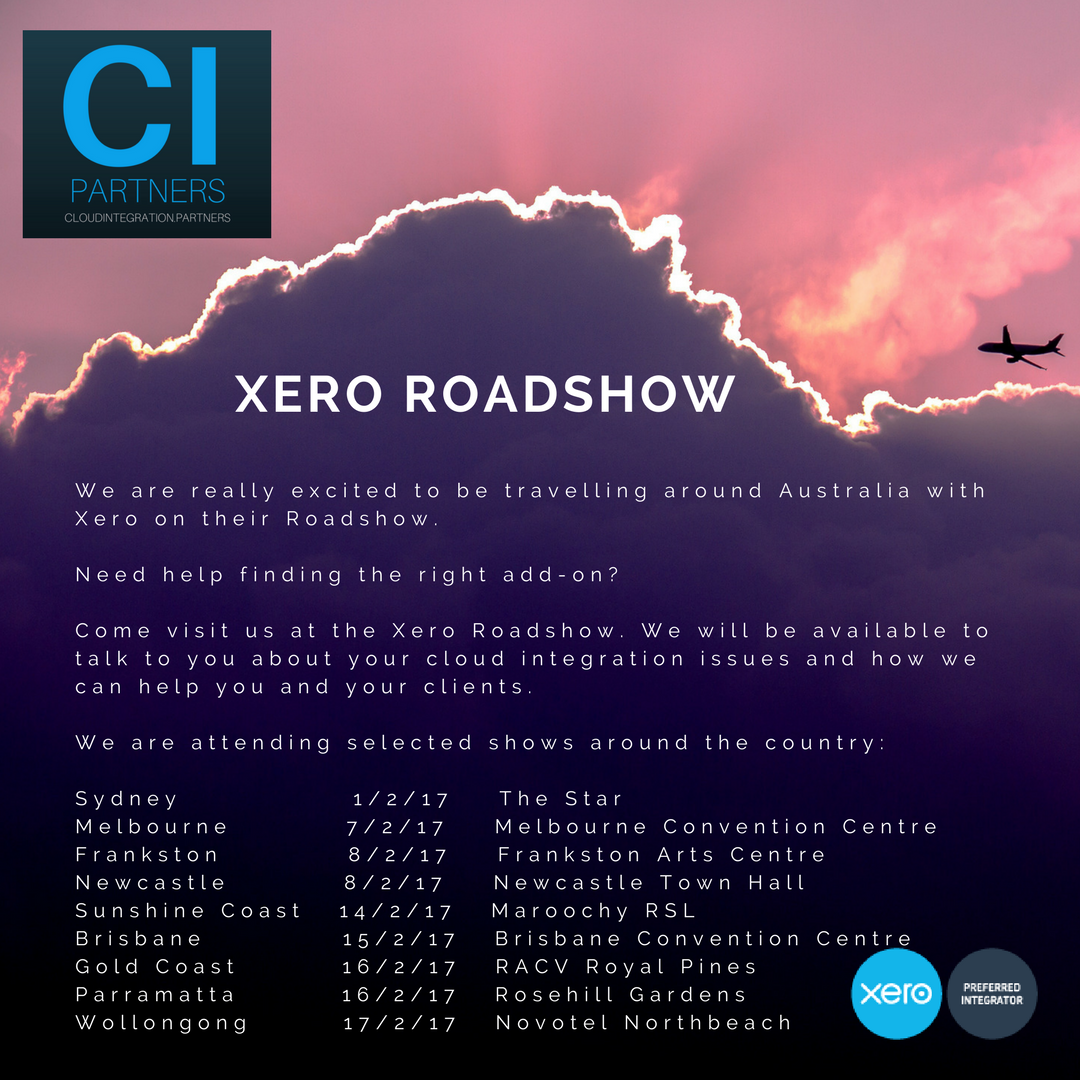 CI
PARTNERS
CLOUDINTEGRATION.PARTNERS
XERO ROADSHOW
We are really excited to be travelling around Australia with
Xero on their Roadshow.
Need help finding the right add-on?
Come visit us at the Xero Roadshow. We will be available to
talk to you about your cloud integration issues and how we
can help you and your clients.
We are attending selected shows around the country:
Sydney 1/2/17 The Star
Melbourne 7/2/17 Melbourne Convention Centre
Frankston 8/2/17 Frankston Arts Centre
Newcastle 8/2/17 Newcastle Town Hall
Sunshine Coast 14/2/17 Maroochy RSL
Brisbane 15/2/17 Brisbane Convention Centre
Gold Coast 16/2/17 RACV Royal Pines
Parramatta 16/2/17 Rosehill Gardens
Wollongong 17/2/17 Novotel Northbeach
xero
PREFERRED
INTEGRATOR